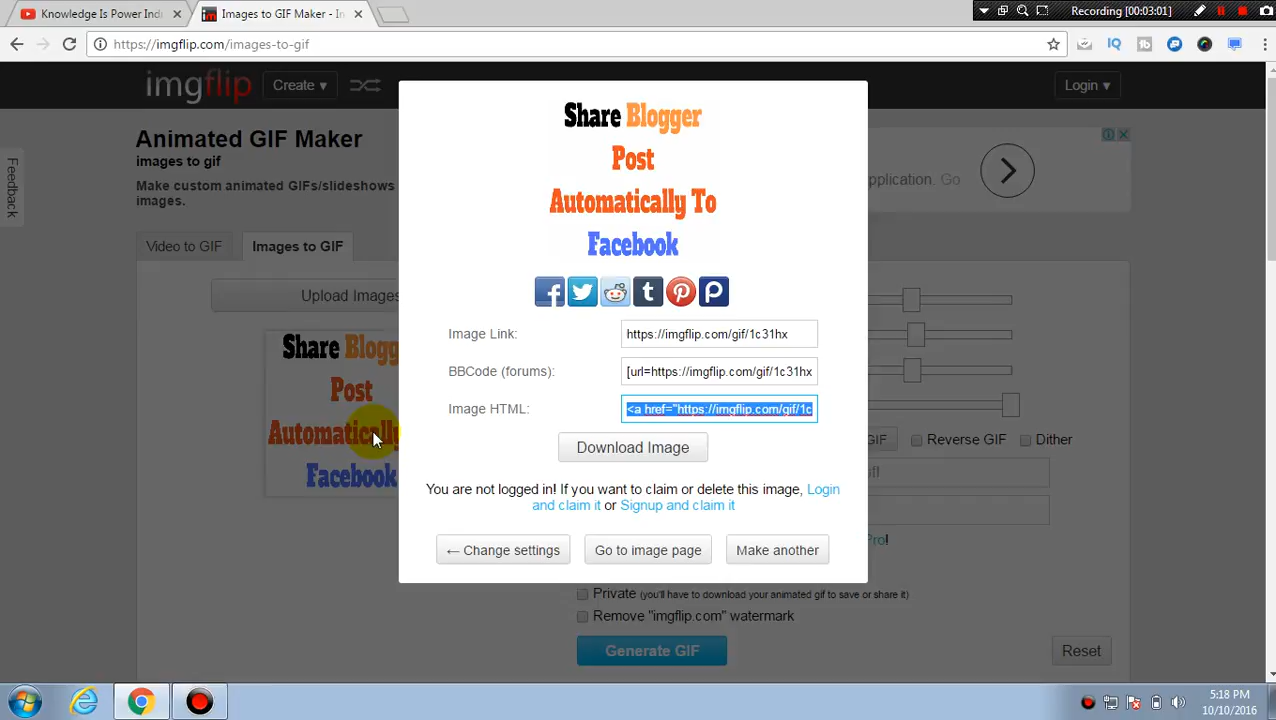 Knowledge Is Power Indi
Images to GIF Maker - In
Recording [00:03:01]
https://imgflip.com/images-to-gif
imgflip
Create ▾
Login ▾
Feedback
Animated GIF Maker
images to gif
Make custom animated GIFs/slideshows
images.
application. Go
Video to GIF
Images to GIF
Upload Images
Share Blogg
Post
Automatically
Facebook
Share Blogger
Post
Automatically To
Facebook
Image Link:
https://imgflip.com/gif/1c31hx
BBCode (forums):
[url=https://imgflip.com/gif/1c31hx
Image HTML:
<a href="https://imgflip.com/gif/1c
Download Image
You are not logged in! If you want to claim or delete this image, Login
and claim it or Signup and claim it
← Change settings
Go to image page
Make another
GIF
Reverse GIF
Dither
Pro!
Private (you'll have to download your animated gif to save or share it)
Remove "imgflip.com" watermark
Generate GIF
Reset
5:18 PM
10/10/2016